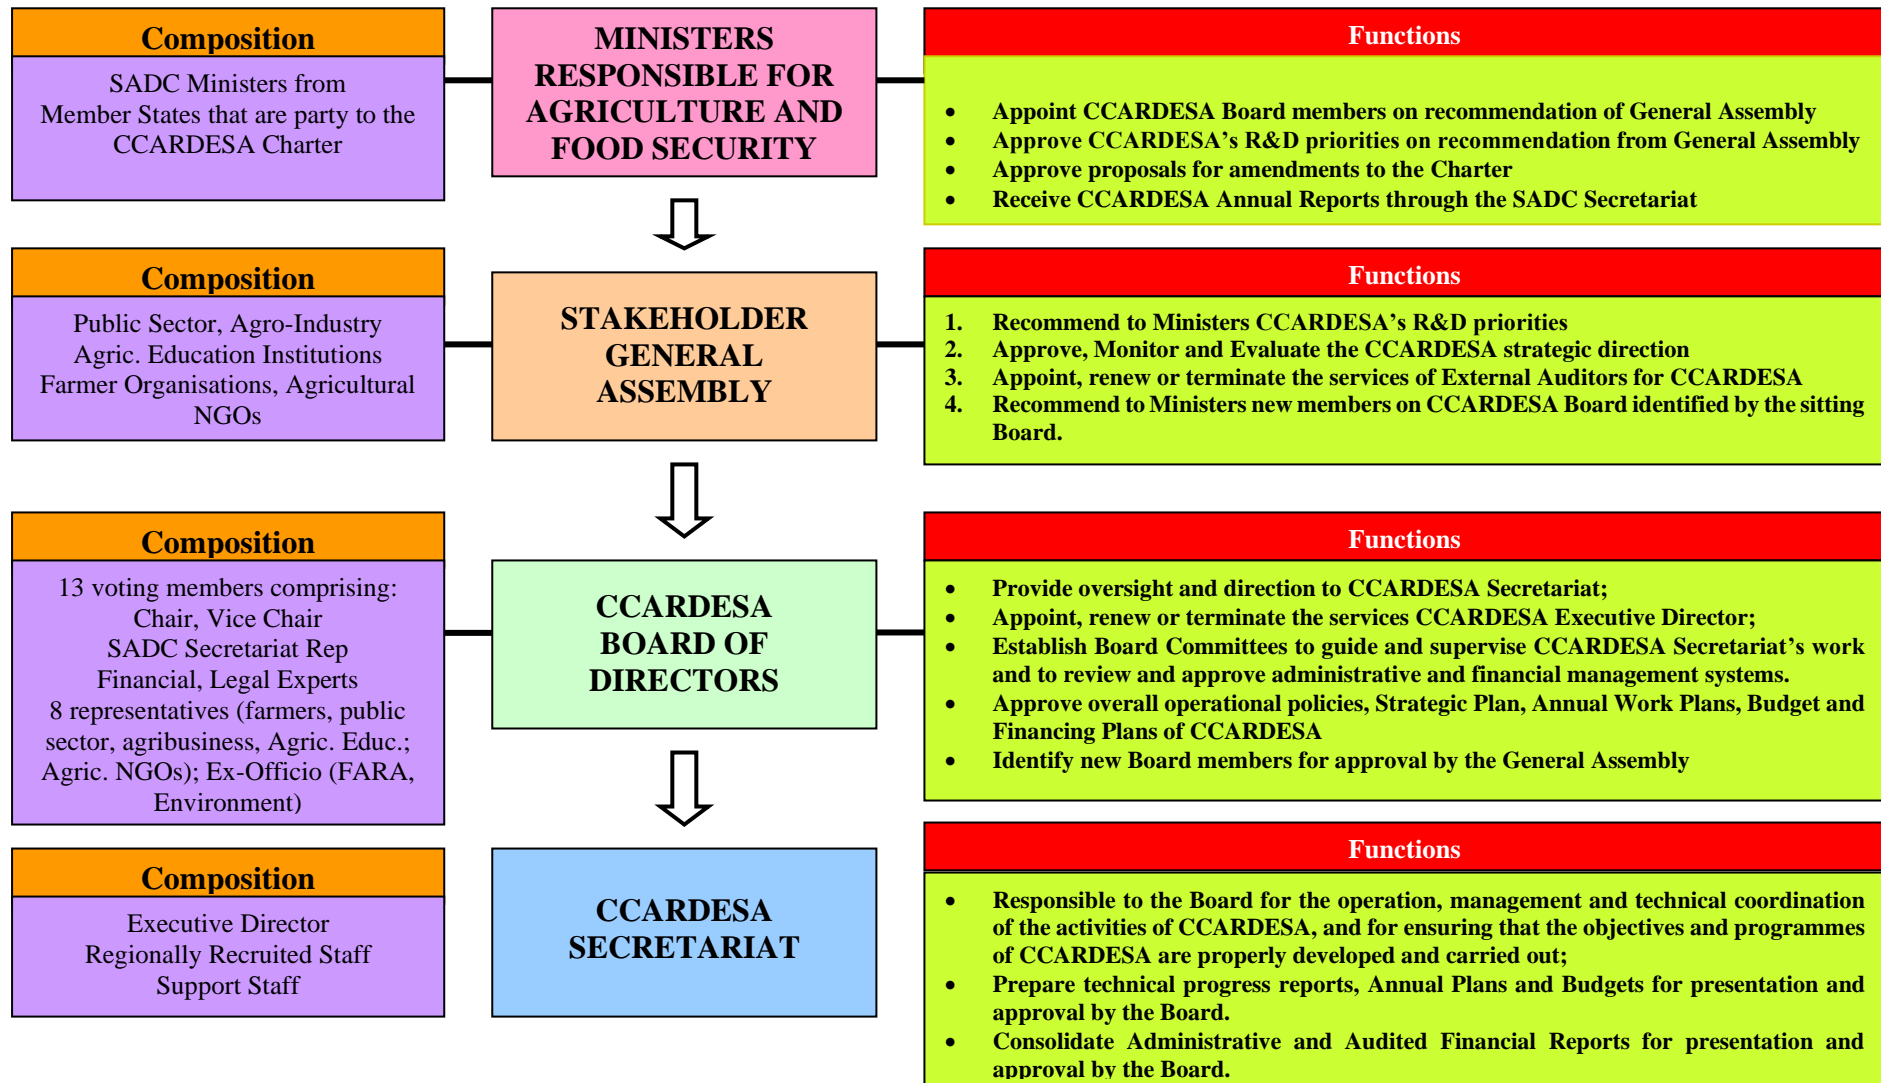 Composition
SADC Ministers from
Member States that are party to the
CCARDESA Charter
MINISTERS
RESPONSIBLE FOR
AGRICULTURE AND
FOOD SECURITY
Functions
• Appoint CCARDESA Board members on recommendation of General Assembly
• Approve CCARDESA’s R&D priorities on recommendation from General Assembly
• Approve proposals for amendments to the Charter
• Receive CCARDESA Annual Reports through the SADC Secretariat
Composition
Public Sector, Agro-Industry
Agric. Education Institutions
Farmer Organisations, Agricultural
NGOs
STAKEHOLDER
GENERAL
ASSEMBLY
Functions
1. Recommend to Ministers CCARDESA’s R&D priorities
2. Approve, Monitor and Evaluate the CCARDESA strategic direction
3. Appoint, renew or terminate the services of External Auditors for CCARDESA
4. Recommend to Ministers new members on CCARDESA Board identified by the sitting
Board.
Composition
13 voting members comprising:
Chair, Vice Chair
SADC Secretariat Rep
Financial, Legal Experts
8 representatives (farmers, public
sector, agribusiness, Agric. Educ.;
Agric. NGOs); Ex-Officio (FARA,
Environment)
CCARDESA
BOARD OF
DIRECTORS
Functions
• Provide oversight and direction to CCARDESA Secretariat;
• Appoint, renew or terminate the services CCARDESA Executive Director;
• Establish Board Committees to guide and supervise CCARDESA Secretariat’s work
and to review and approve administrative and financial management systems.
• Approve overall operational policies, Strategic Plan, Annual Work Plans, Budget and
Financing Plans of CCARDESA
• Identify new Board members for approval by the General Assembly
Composition
Executive Director
Regionally Recruited Staff
Support Staff
CCARDESA
SECRETARIAT
Functions
• Responsible to the Board for the operation, management and technical coordination
of the activities of CCARDESA, and for ensuring that the objectives and programmes
of CCARDESA are properly developed and carried out;
• Prepare technical progress reports, Annual Plans and Budgets for presentation and
approval by the Board.
• Consolidate Administrative and Audited Financial Reports for presentation and
approval by the Board.